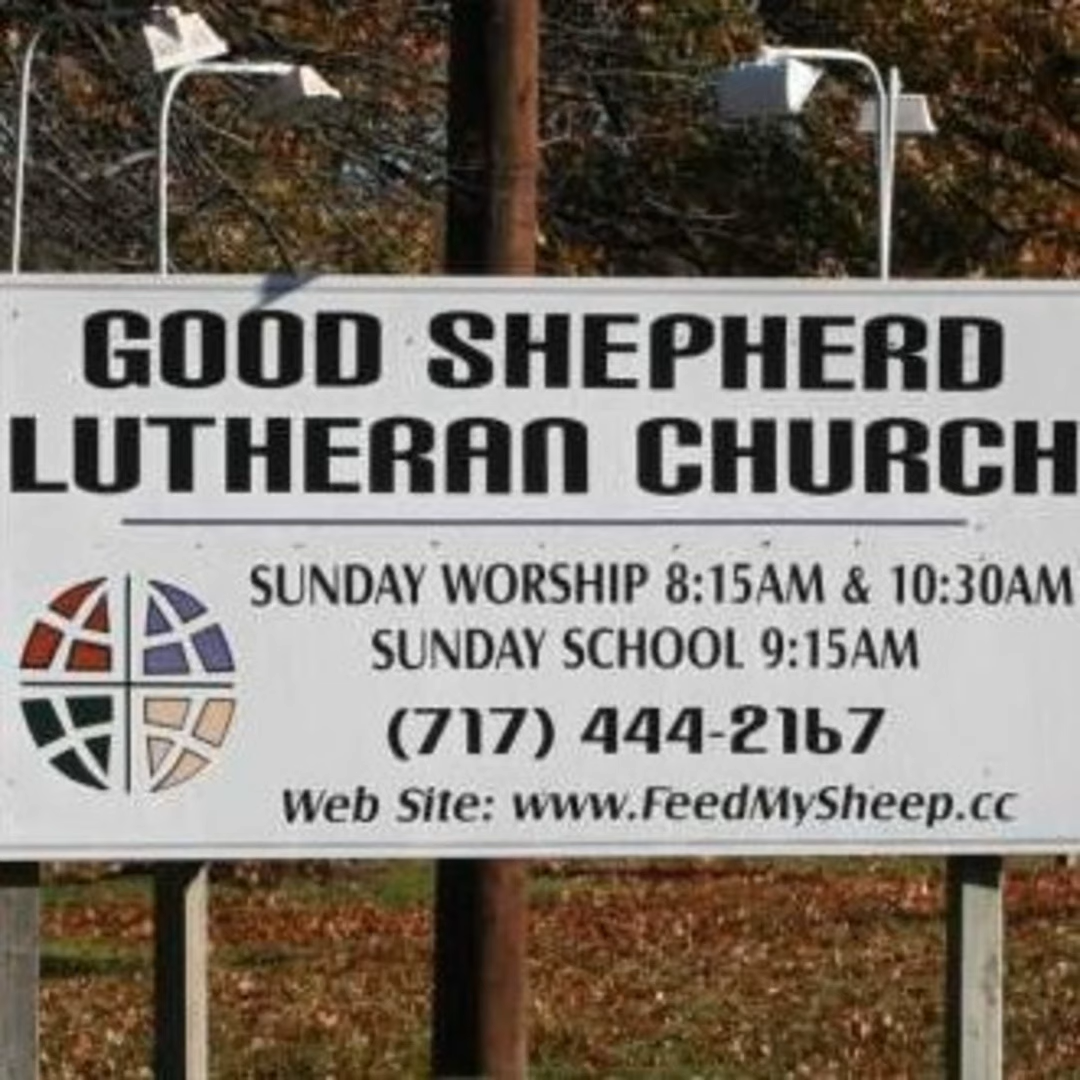 GOOD SHEPHERD
LUTHERAN CHURCH
SUNDAY WORSHIP 8:15AM & 10:30AM
SUNDAY SCHOOL 9:15AM
(717) 444-2167
Web Site: www.FeedMySheep.cc